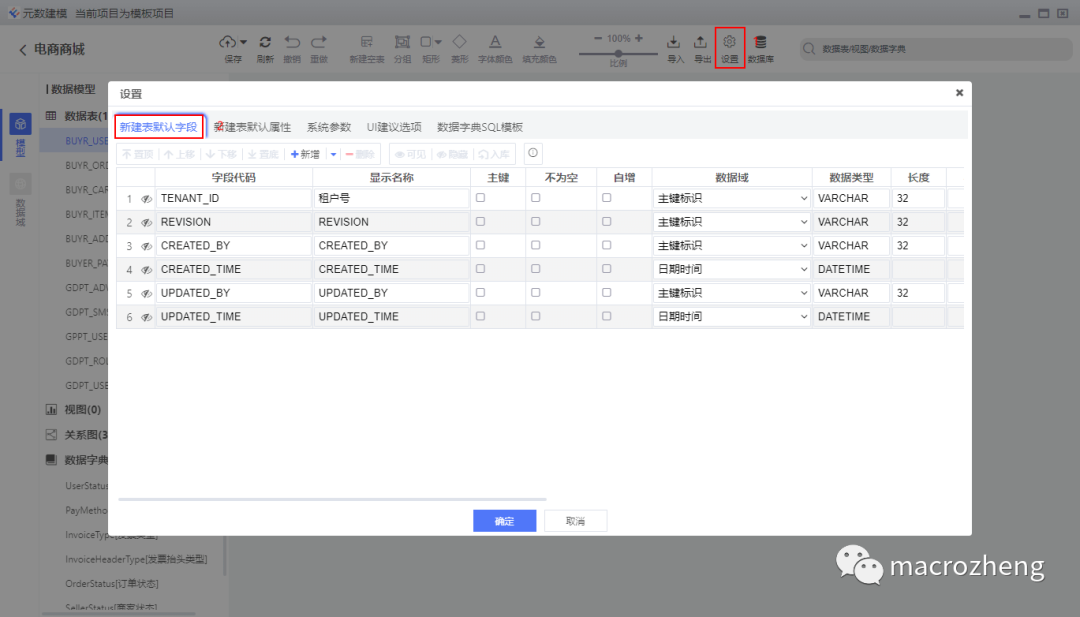 元数建模 当前项目为模板项目
电商商城
保存 刷新 撤销 重做 新建空表 分组 矩形 菱形 字体颜色 填充颜色 100% 比例 导入 导出 设置 数据库
数据表/视图/数据字典
数据模型
模型
数据域
数据表(1
BUYR_USE
BUYR_ORD
BUYR_CAR
BUYR_ITEM
BUYR_ADD
BUYER_PA
GDPT_ADV
GDPT_SMS
GPPT_USE
GDPT_ROL
GDPT_USE
视图(0)
关系图(3
数据字典
UserStatus
PayMetho
InvoiceType[发票类型]
InvoiceHeaderType[发票抬头类型]
OrderStatus[订单状态]
SellerStatus[商家状态]
设置
新建表默认字段 新建表默认属性 系统参数 UI建议选项 数据字典SQL模板
置顶 上移 下移 置底 新增 删除 可见 隐藏 入库
字段代码 显示名称 主键 不为空 自增 数据域 数据类型 长度
1 TENANT_ID 租户号 主键标识 VARCHAR 32
2 REVISION REVISION 主键标识 VARCHAR 32
3 CREATED_BY CREATED_BY 主键标识 VARCHAR 32
4 CREATED_TIME CREATED_TIME 日期时间 DATETIME
5 UPDATED_BY UPDATED_BY 主键标识 VARCHAR 32
6 UPDATED_TIME UPDATED_TIME 日期时间 DATETIME
确定 取消
macrozheng